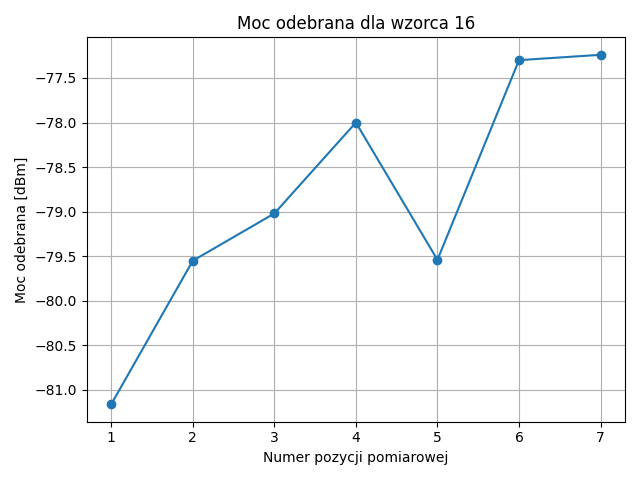 Moc odebrana dla wzorca 16
Moc odebrana [dBm]
−77.5
−78.0
−78.5
−79.0
−79.5
−80.0
−80.5
−81.0
1 2 3 4 5 6 7
Numer pozycji pomiarowej